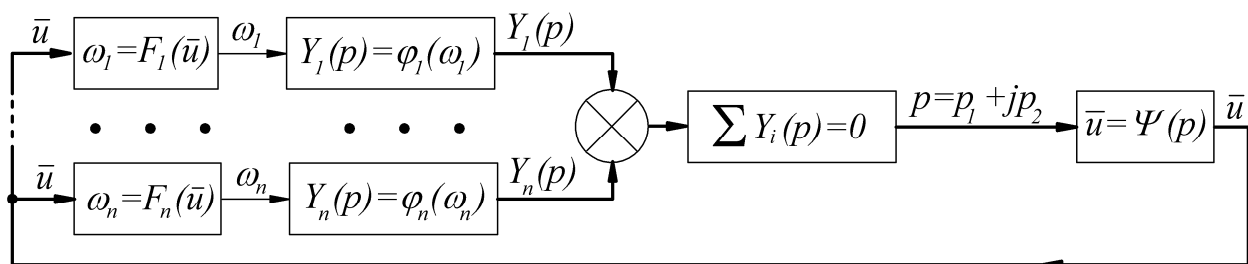 ū ω₁=F₁(ū) ω₁ Y₁(p)=φ₁(ω₁) Y₁(p)
∑ Yᵢ(p)=0 p=p₁+jp₂ ū=Ψ(p) ū
ū ωₙ=Fₙ(ū) ωₙ Yₙ(p)=φₙ(ωₙ) Yₙ(p)